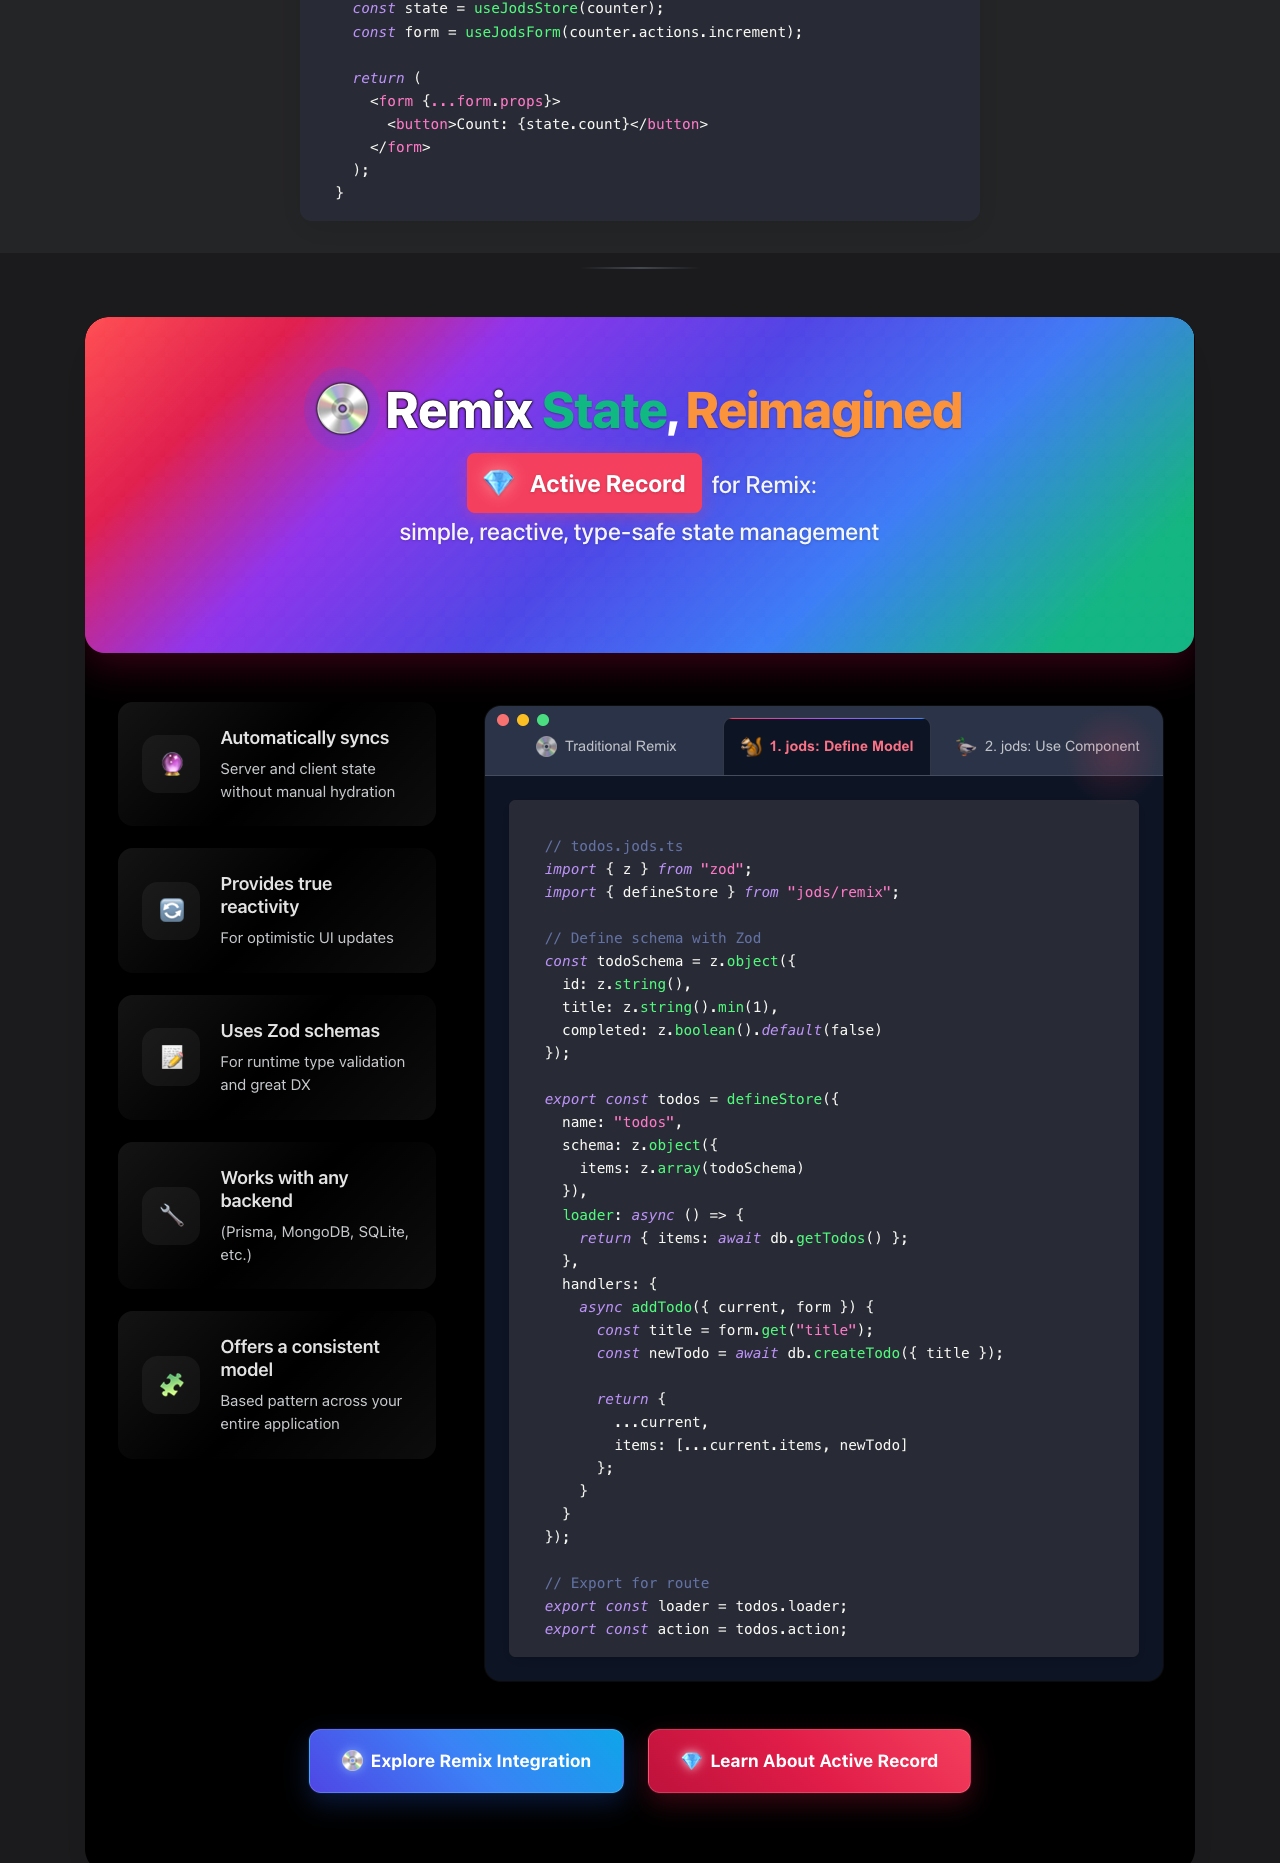 const state = useJodsStore(counter);
const form = useJodsForm(counter.actions.increment);
return (
<form {...form.props}>
<button>Count: {state.count}</button>
</form>
);
}
Remix State, Reimagined
Active Record for Remix:
simple, reactive, type-safe state management
Automatically syncs
Server and client state
without manual hydration
Provides true
reactivity
For optimistic UI updates
Uses Zod schemas
For runtime type validation
and great DX
Works with any
backend
(Prisma, MongoDB, SQLite,
etc.)
Offers a consistent
model
Based pattern across your
entire application
Traditional Remix
1. jods: Define Model
2. jods: Use Component
// todos.jods.ts
import { z } from "zod";
import { defineStore } from "jods/remix";
// Define schema with Zod
const todoSchema = z.object({
id: z.string(),
title: z.string().min(1),
completed: z.boolean().default(false)
});
export const todos = defineStore({
name: "todos",
schema: z.object({
items: z.array(todoSchema)
}),
loader: async () => {
return { items: await db.getTodos() };
},
handlers: {
async addTodo({ current, form }) {
const title = form.get("title");
const newTodo = await db.createTodo({ title });
return {
...current,
items: [...current.items, newTodo]
};
}
}
});
// Export for route
export const loader = todos.loader;
export const action = todos.action;
Explore Remix Integration
Learn About Active Record